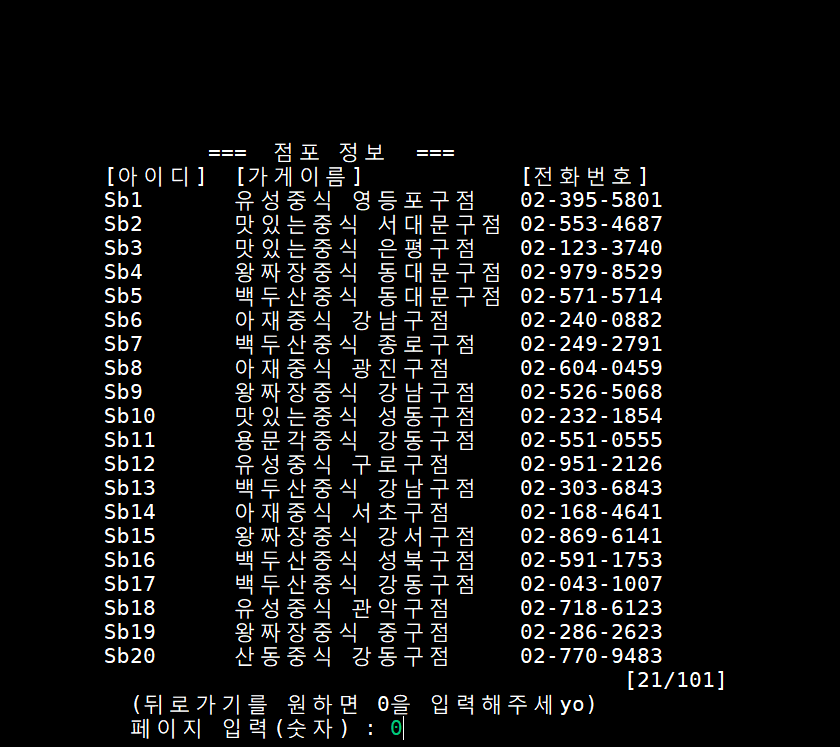 === 점포 정보 ===
[아이디] [가게이름] [전화번호]
Sb1 유성중식 영등포구점 02-395-5801
Sb2 맛있는중식 서대문구점 02-553-4687
Sb3 맛있는중식 은평구점 02-123-3740
Sb4 왕짜장중식 동대문구점 02-979-8529
Sb5 백두산중식 동대문구점 02-571-5714
Sb6 아재중식 강남구점 02-240-0882
Sb7 백두산중식 종로구점 02-249-2791
Sb8 아재중식 광진구점 02-604-0459
Sb9 왕짜장중식 강남구점 02-526-5068
Sb10 맛있는중식 성동구점 02-232-1854
Sb11 용문각중식 강동구점 02-551-0555
Sb12 유성중식 구로구점 02-951-2126
Sb13 백두산중식 강남구점 02-303-6843
Sb14 아재중식 서초구점 02-168-4641
Sb15 왕짜장중식 강서구점 02-869-6141
Sb16 백두산중식 성북구점 02-591-1753
Sb17 백두산중식 강동구점 02-043-1007
Sb18 유성중식 관악구점 02-718-6123
Sb19 왕짜장중식 중구점 02-286-2623
Sb20 산동중식 강동구점 02-770-9483
[21/101]
(뒤로가기를 원하면 0을 입력해주세yo)
페이지 입력(숫자) : 0